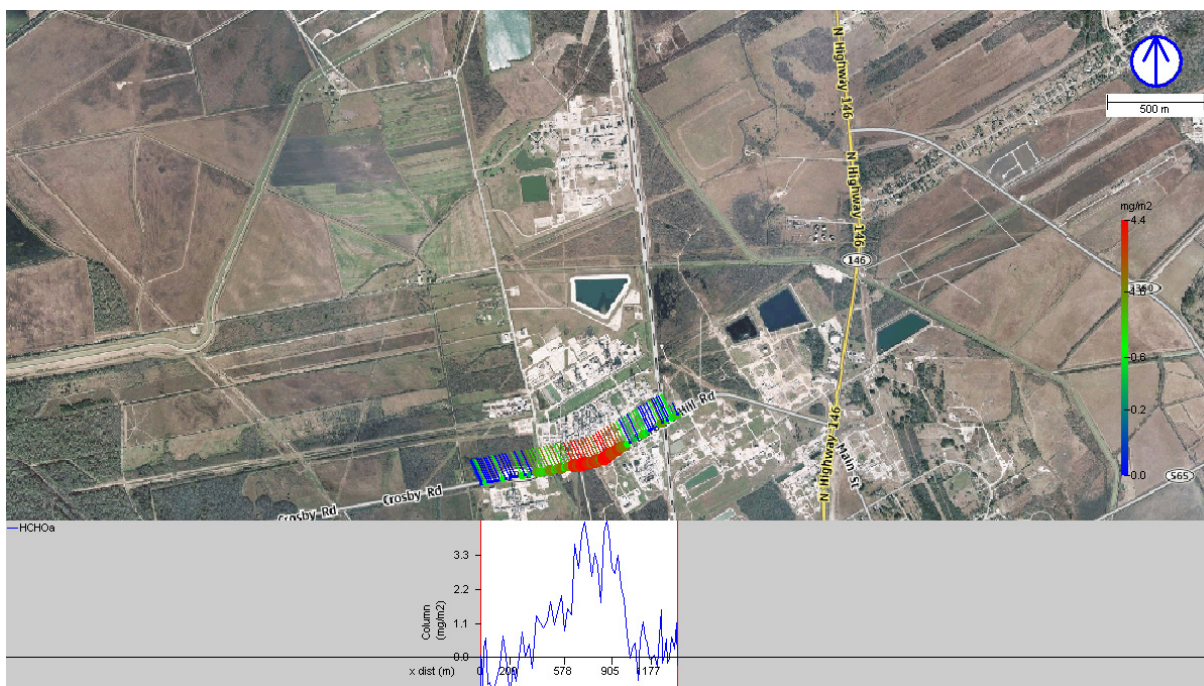 N Highway 146
N Highway 146
N Highway 146
500 m
mg/m2
4.4
1.6
0.6
0.2
0.0
146
1360
565
Hill Rd
Crosby Rd
Crosby Rd
Main St
HCHOa
Column
(mg/m2)
3.3
2.2
1.1
0.0
x dist (m)
0
209
578
905
1177